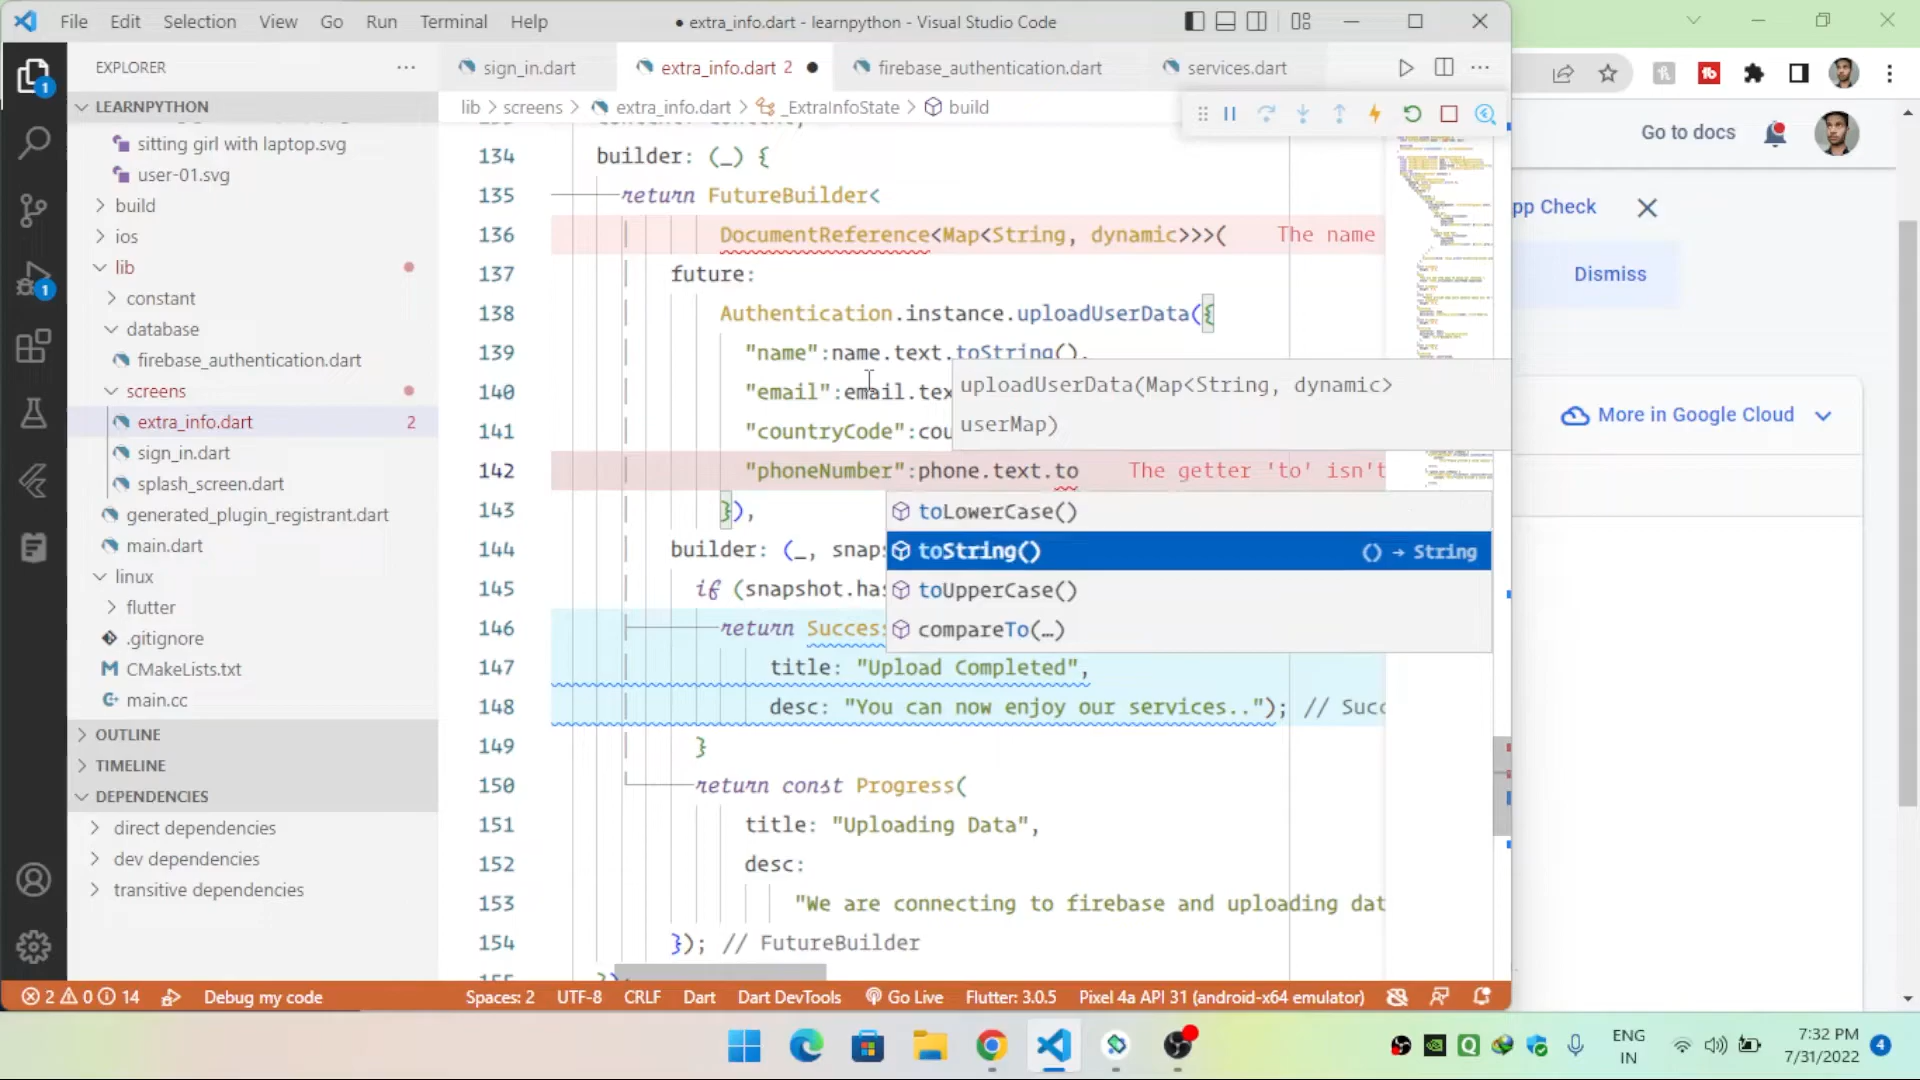 File Edit Selection View Go Run Terminal Help
● extra_info.dart - learnpython - Visual Studio Code
EXPLORER
sign_in.dart
extra_info.dart 2
firebase_authentication.dart
services.dart
lib > screens > extra_info.dart > _ExtraInfoState > build
LEARNPYTHON
sitting girl with laptop.svg
user-01.svg
build
ios
lib
constant
database
firebase_authentication.dart
screens
extra_info.dart 2
sign_in.dart
splash_screen.dart
generated_plugin_registrant.dart
main.dart
linux
flutter
.gitignore
CMakeLists.txt
main.cc
OUTLINE
TIMELINE
DEPENDENCIES
direct dependencies
dev dependencies
transitive dependencies
134 builder: (_) {
135 return FutureBuilder<
136 DocumentReference<Map<String, dynamic>>>( The name
137 future:
138 Authentication.instance.uploadUserData({
139 "name":name.text.toString(),
140 "email":email.tex
141 "countryCode":cou
142 "phoneNumber":phone.text.to The getter 'to' isn't
143 }),
144 builder: (_, snap
145 if (snapshot.ha
146 return Success
147 title: "Upload Completed",
148 desc: "You can now enjoy our services.."); // Succ
149 }
150 return const Progress(
151 title: "Uploading Data",
152 desc:
153 "We are connecting to firebase and uploading dat
154 }); // FutureBuilder
uploadUserData(Map<String, dynamic>
userMap)
toLowerCase()
toString() () → String
toUpperCase()
compareTo(…)
2 0 14 Debug my code Spaces: 2 UTF-8 CRLF Dart Dart DevTools Go Live Flutter: 3.0.5 Pixel 4a API 31 (android-x64 emulator)
Go to docs
pp Check
Dismiss
More in Google Cloud
ENG
IN
7:32 PM
7/31/2022
4